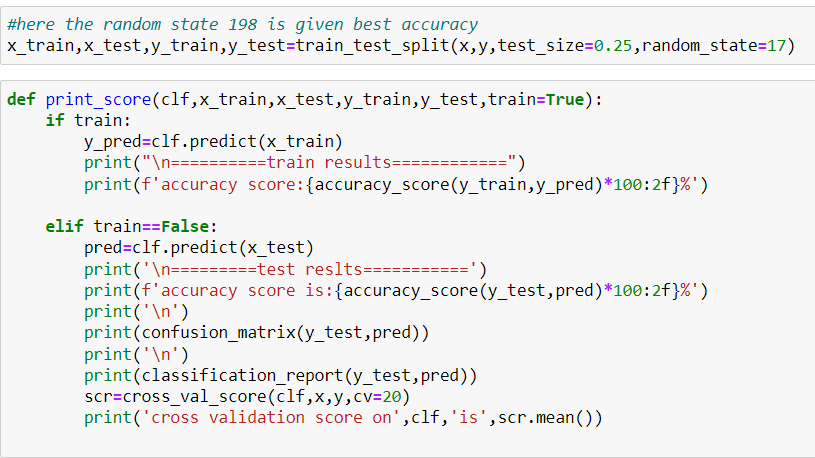 #here the random state 198 is given best accuracy
x_train,x_test,y_train,y_test=train_test_split(x,y,test_size=0.25,random_state=17)
def print_score(clf,x_train,x_test,y_train,y_test,train=True):
    if train:
        y_pred=clf.predict(x_train)
        print("\n==========train results============")
        print(f'accuracy score:{accuracy_score(y_train,y_pred)*100:2f}%')
    elif train==False:
        pred=clf.predict(x_test)
        print('\n=========test reslts===========')
        print(f'accuracy score is:{accuracy_score(y_test,pred)*100:2f}%')
        print('\n')
        print(confusion_matrix(y_test,pred))
        print('\n')
        print(classification_report(y_test,pred))
        scr=cross_val_score(clf,x,y,cv=20)
        print('cross validation score on',clf,'is',scr.mean())